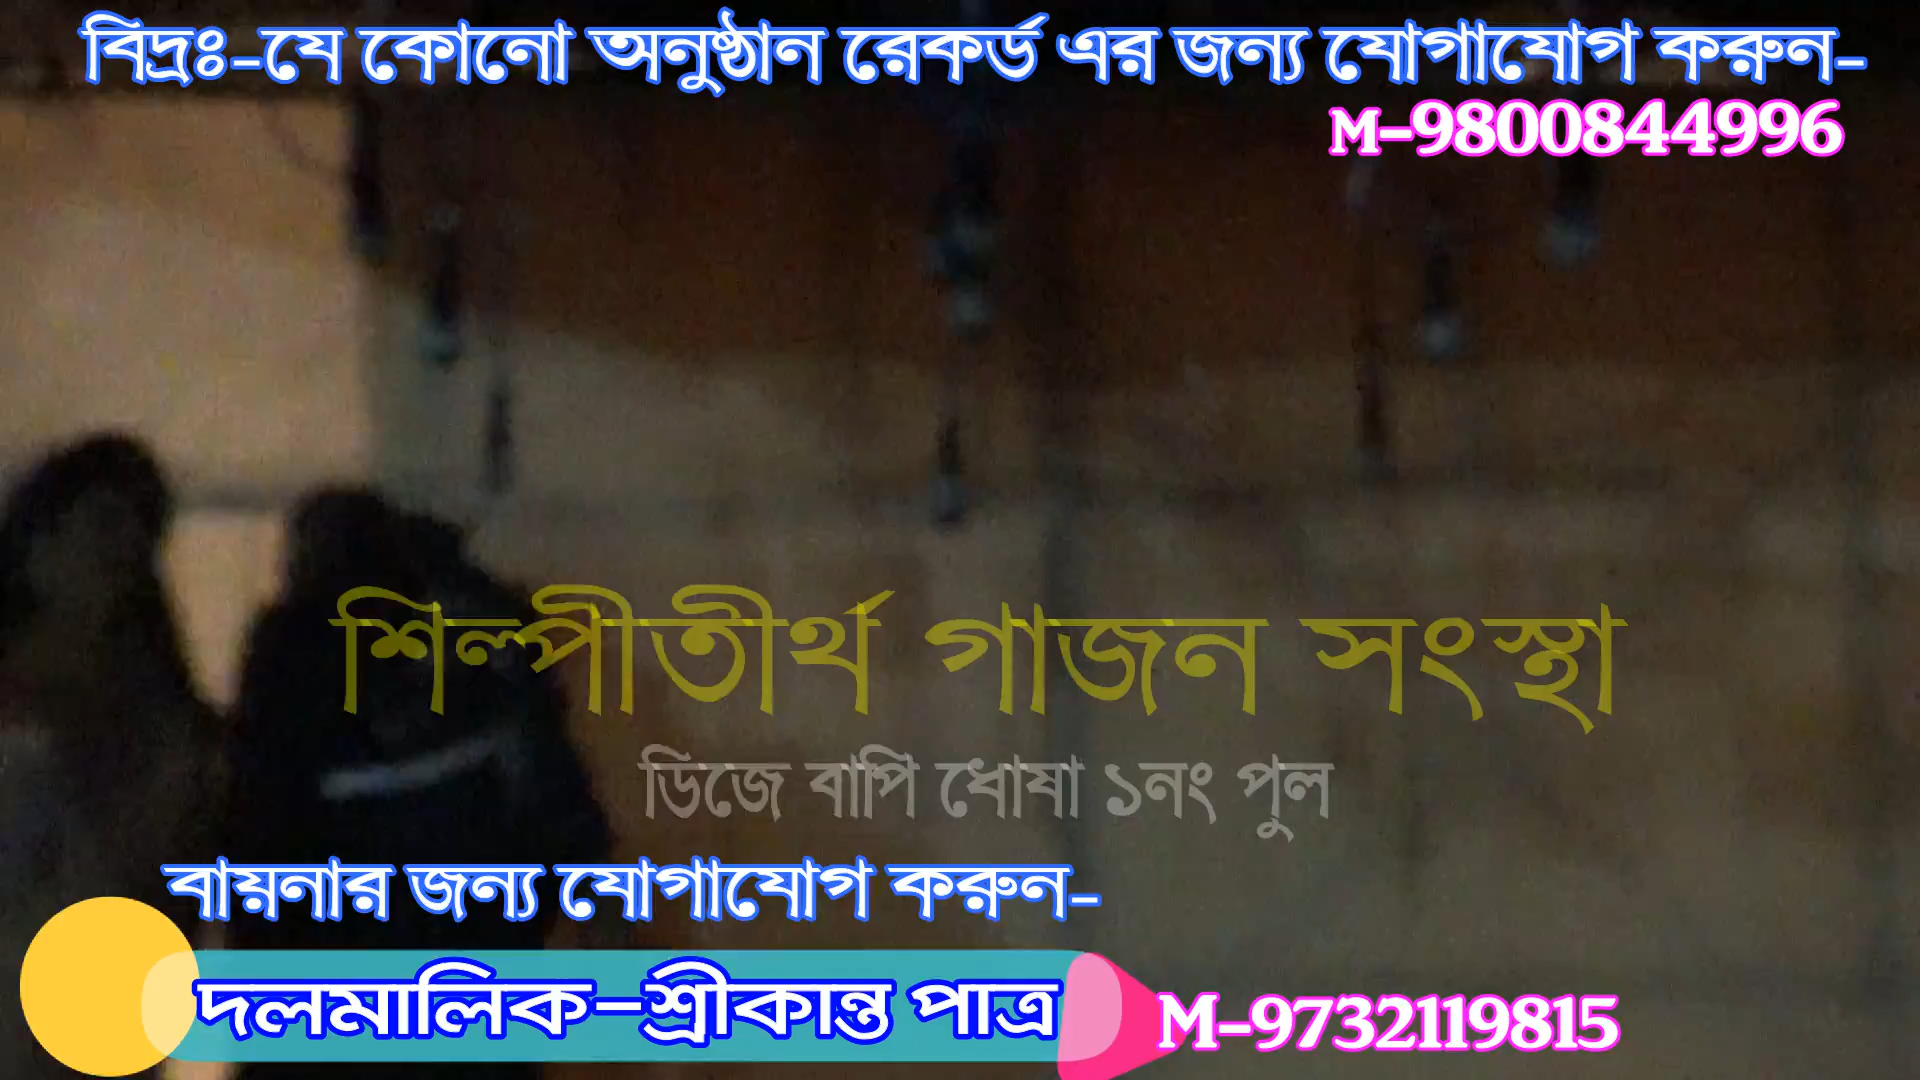 বিদ্রঃ-যে কোনো অনুষ্ঠান রেকর্ড এর জন্য যোগাযোগ করুন-
M-9800844996
শিল্পীতীর্থ গাজন সংস্থা
ডিজে বাপি ধোষা ১নং পুল
বায়নার জন্য যোগাযোগ করুন-
দলমালিক-শ্রীকান্ত পাত্র
M-9732119815